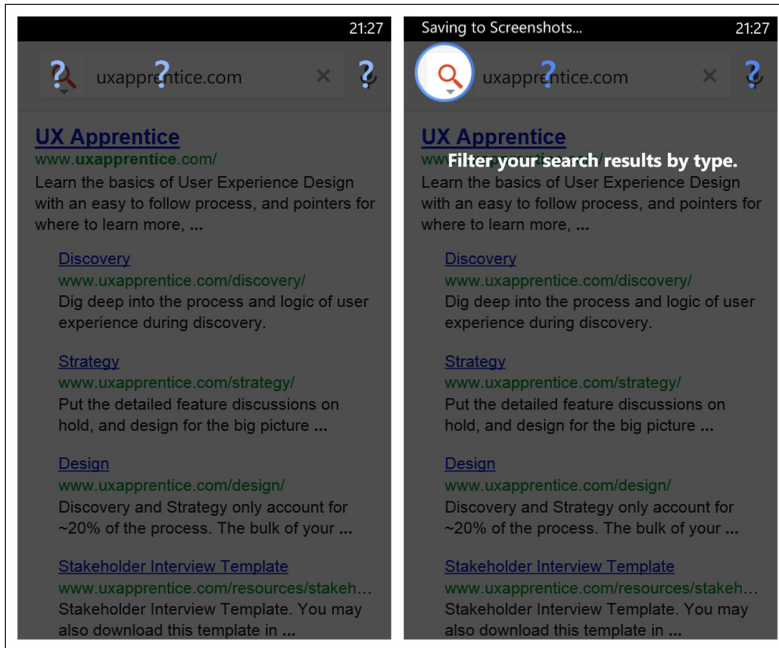 21:27
? ? ?
uxapprentice.com ×
UX Apprentice
www.uxapprentice.com/
Learn the basics of User Experience Design
with an easy to follow process, and pointers for
where to learn more, ...
Discovery
www.uxapprentice.com/discovery/
Dig deep into the process and logic of user
experience during discovery.
Strategy
www.uxapprentice.com/strategy/
Put the detailed feature discussions on
hold, and design for the big picture ...
Design
www.uxapprentice.com/design/
Discovery and Strategy only account for
~20% of the process. The bulk of your ...
Stakeholder Interview Template
www.uxapprentice.com/resources/stakeh...
Stakeholder Interview Template. You may
also download this template in ...
Saving to Screenshots... 21:27
? ?
uxapprentice.com ×
UX Apprentice
www.uxapprentice.com/
Filter your search results by type.
Learn the basics of User Experience Design
with an easy to follow process, and pointers for
where to learn more, ...
Discovery
www.uxapprentice.com/discovery/
Dig deep into the process and logic of user
experience during discovery.
Strategy
www.uxapprentice.com/strategy/
Put the detailed feature discussions on
hold, and design for the big picture ...
Design
www.uxapprentice.com/design/
Discovery and Strategy only account for
~20% of the process. The bulk of your ...
Stakeholder Interview Template
www.uxapprentice.com/resources/stakeh...
Stakeholder Interview Template. You may
also download this template in ...